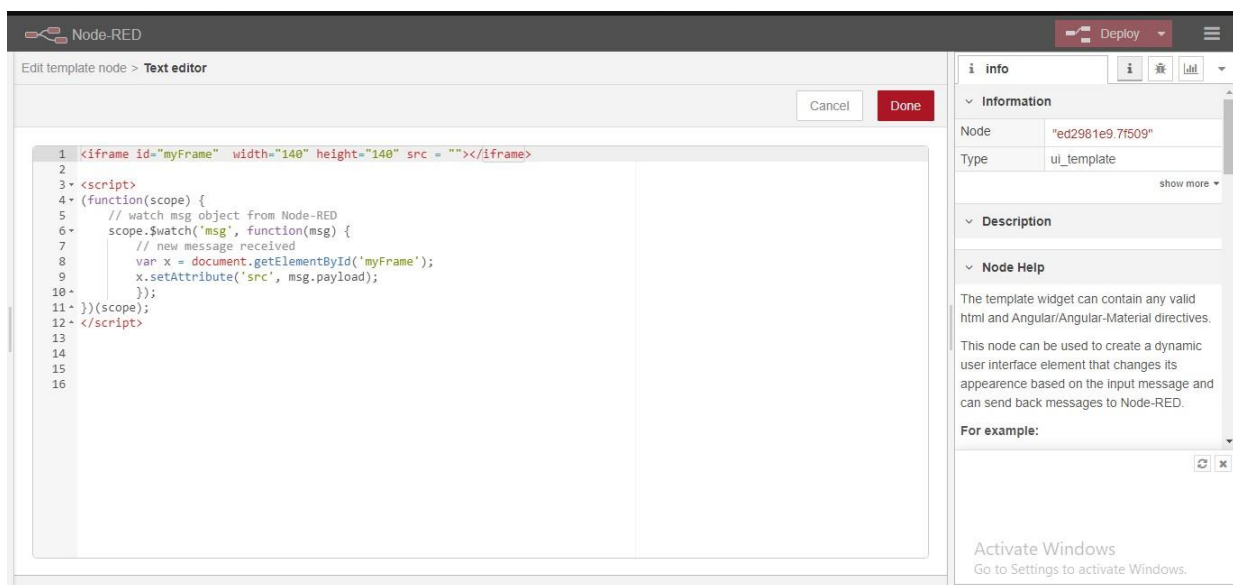 Node-RED
Deploy
Edit template node > Text editor
Cancel
Done
1 <iframe id="myFrame"  width="140" height="140" src = ""></iframe>
2
3 <script>
4 (function(scope) {
5     // watch msg object from Node-RED
6     scope.$watch('msg', function(msg) {
7         // new message received
8         var x = document.getElementById('myFrame');
9         x.setAttribute('src', msg.payload);
10         });
11 })(scope);
12 </script>
13
14
15
16
i info
i
Information
Node "ed2981e9.7f509"
Type ui_template
show more
Description
Node Help
The template widget can contain any valid
html and Angular/Angular-Material directives.
This node can be used to create a dynamic
user interface element that changes its
appearence based on the input message and
can send back messages to Node-RED.
For example:
Activate Windows
Go to Settings to activate Windows.